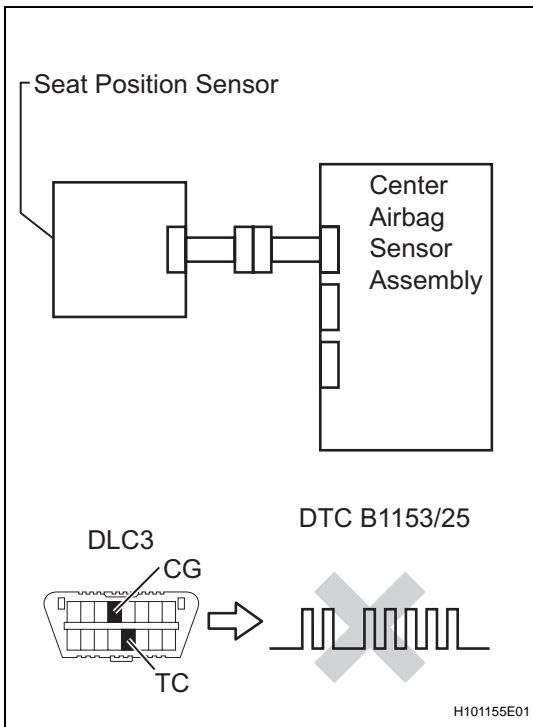 Seat Position Sensor
Center
Airbag
Sensor
Assembly
DTC B1153/25
DLC3
CG
TC
H101155E01